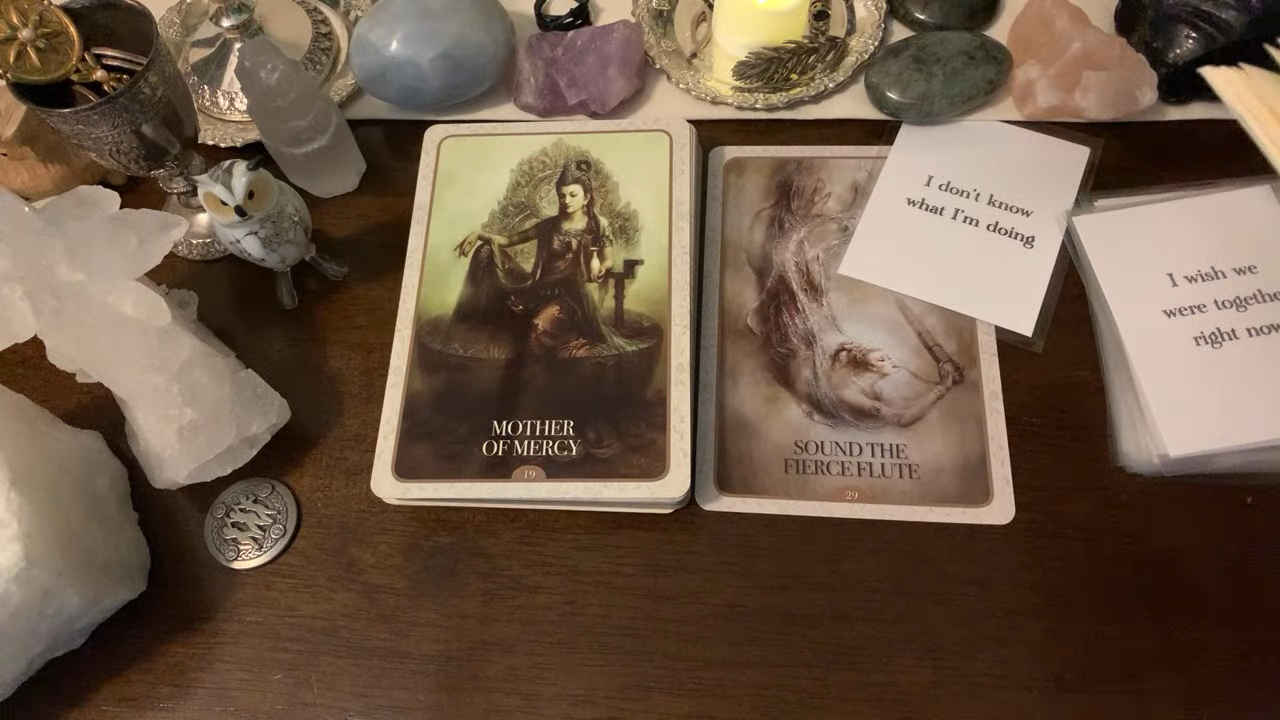 MOTHER
OF MERCY
19
SOUND THE
FIERCE FLUTE
29
I don't know
what I'm doing
I wish we
were togethe
right now